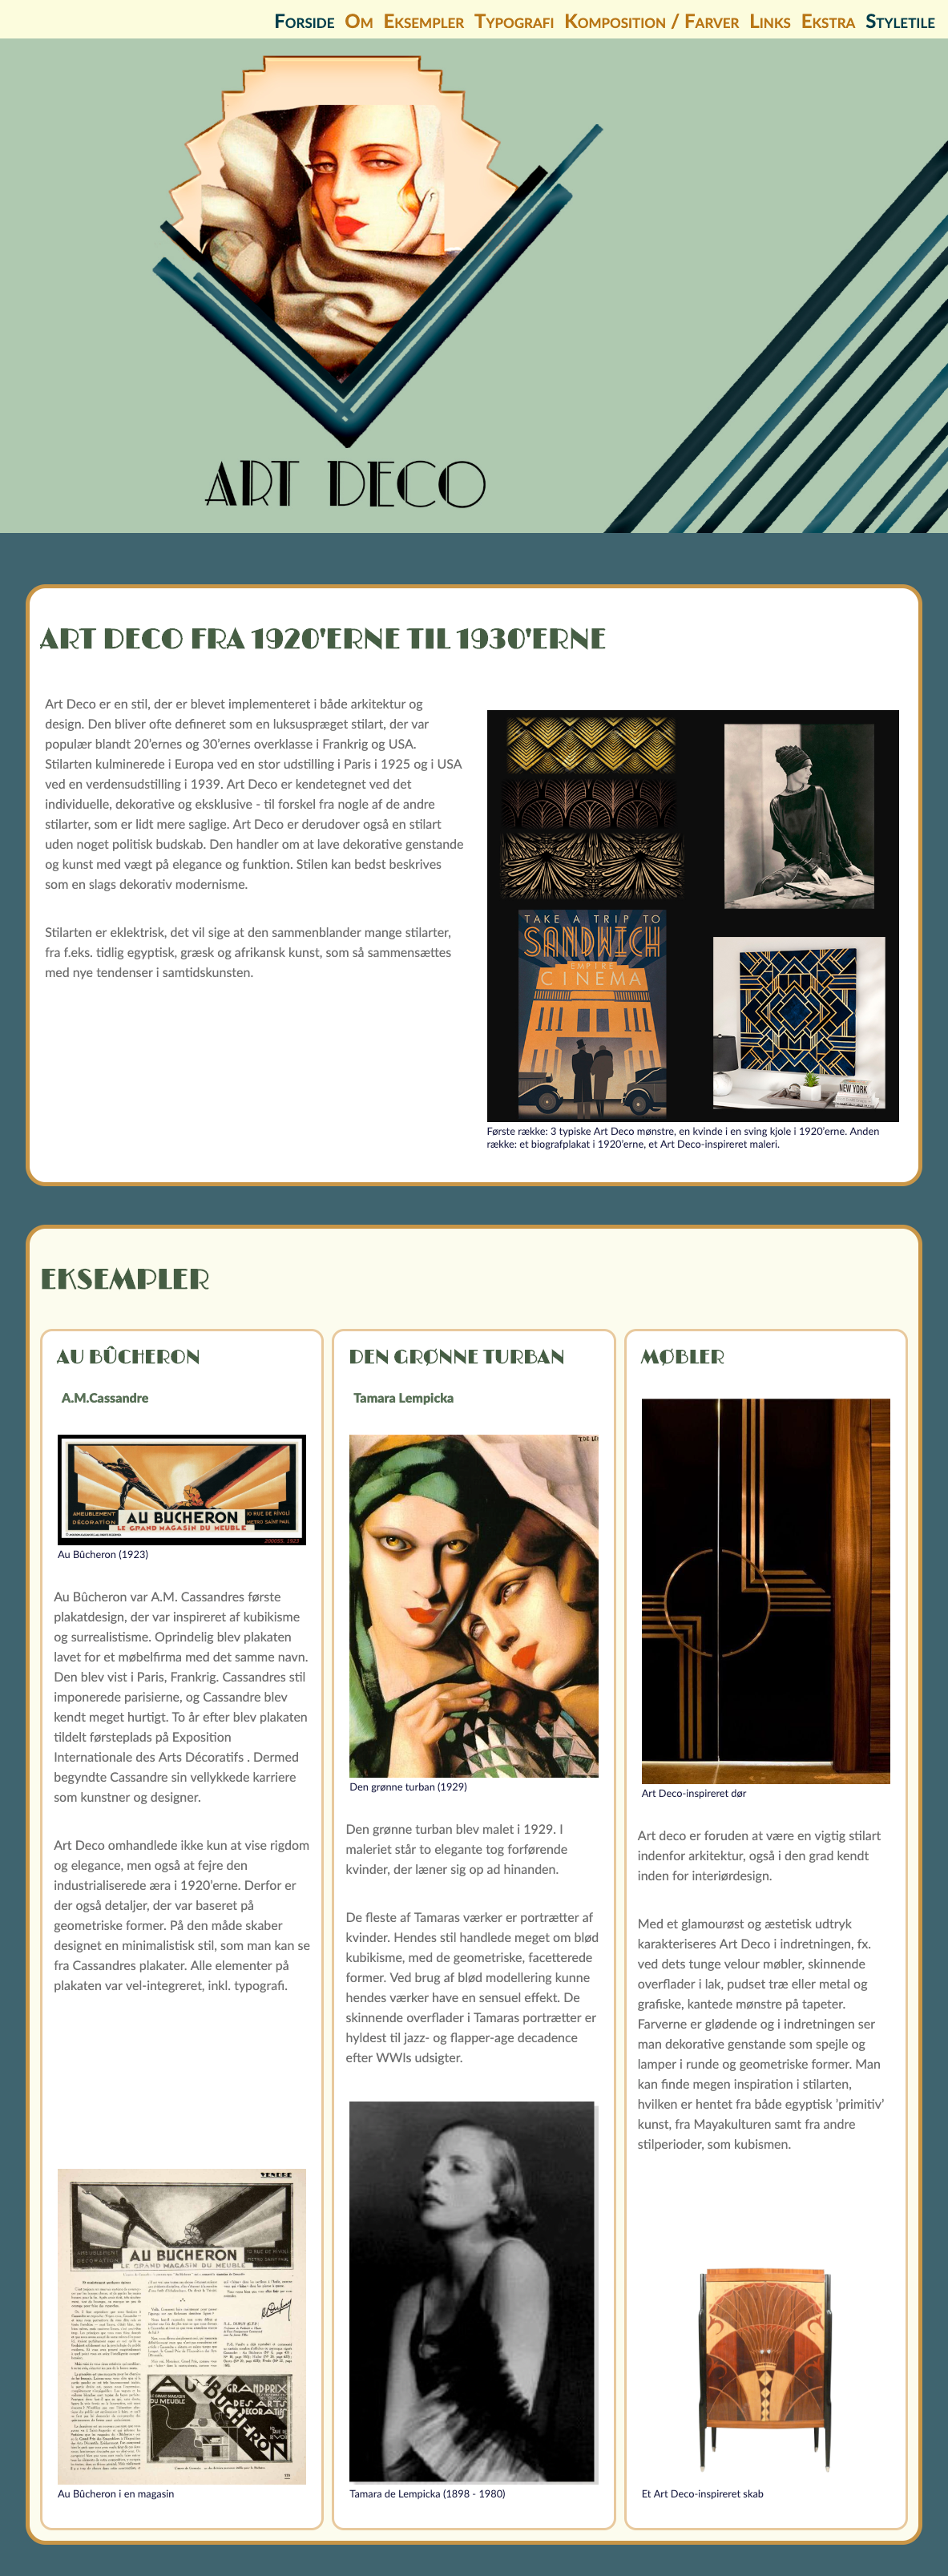 Forside Om Eksempler Typografi Komposition / Farver Links Ekstra Styletile
ART DECO
ART DECO FRA 1920'ERNE TIL 1930'ERNE
Art Deco er en stil, der er blevet implementeret i både arkitektur og
design. Den bliver ofte defineret som en luksuspræget stilart, der var
populær blandt 20'ernes og 30'ernes overklasse i Frankrig og USA.
Stilarten kulminerede i Europa ved en stor udstilling i Paris i 1925 og i USA
ved en verdensudstilling i 1939. Art Deco er kendetegnet ved det
individuelle, dekorative og eksklusive - til forskel fra nogle af de andre
stilarter, som er lidt mere saglige. Art Deco er derudover også en stilart
uden noget politisk budskab. Den handler om at lave dekorative genstande
og kunst med vægt på elegance og funktion. Stilen kan bedst beskrives
som en slags dekorativ modernisme.
Stilarten er eklektrisk, det vil sige at den sammenblander mange stilarter,
fra f.eks. tidlig egyptisk, græsk og afrikansk kunst, som så sammensættes
med nye tendenser i samtidskunsten.
TAKE A TRIP TO
SANDWICH
EMPIRE
CINEMA
NEW YORK
Første række: 3 typiske Art Deco mønstre, en kvinde i en sving kjole i 1920'erne. Anden
række: et biografplakat i 1920'erne, et Art Deco-inspireret maleri.
EKSEMPLER
AU BÛCHERON
A.M.Cassandre
AMEUBLEMENT
DÉCORATION
AU BUCHERON
10 RUE DE RIVOLI
METRO SAINT PAUL
LE GRAND MAGASIN DU MEUBLE
Au Bûcheron (1923)
Au Bûcheron var A.M. Cassandres første
plakatdesign, der var inspireret af kubikisme
og surrealistisme. Oprindelig blev plakaten
lavet for et møbelfirma med det samme navn.
Den blev vist i Paris, Frankrig. Cassandres stil
imponerede parisierne, og Cassandre blev
kendt meget hurtigt. To år efter blev plakaten
tildelt førsteplads på Exposition
Internationale des Arts Décoratifs . Dermed
begyndte Cassandre sin vellykkede karriere
som kunstner og designer.
Art Deco omhandlede ikke kun at vise rigdom
og elegance, men også at fejre den
industrialiserede æra i 1920'erne. Derfor er
der også detaljer, der var baseret på
geometriske former. På den måde skaber
designet en minimalistisk stil, som man kan se
fra Cassandres plakater. Alle elementer på
plakaten var vel-integreret, inkl. typografi.
VENDRE
AU BUCHERON
LE GRAND MAGASIN DU MEUBLE
AU BUCHERON
GRAND PRIX
DES ARTS
DECORATIFS
Au Bûcheron i en magasin
DEN GRØNNE TURBAN
Tamara Lempicka
Den grønne turban (1929)
Den grønne turban blev malet i 1929. I
maleriet står to elegante tog forførende
kvinder, der læner sig op ad hinanden.
De fleste af Tamaras værker er portrætter af
kvinder. Hendes stil handlede meget om blød
kubikisme, med de geometriske, facetterede
former. Ved brug af blød modellering kunne
hendes værker have en sensuel effekt. De
skinnende overflader i Tamaras portrætter er
hyldest til jazz- og flapper-age decadence
efter WWIs udsigter.
Tamara de Lempicka (1898 - 1980)
MØBLER
Art Deco-inspireret dør
Art deco er foruden at være en vigtig stilart
indenfor arkitektur, også i den grad kendt
inden for interiørdesign.
Med et glamourøst og æstetisk udtryk
karakteriseres Art Deco i indretningen, fx.
ved dets tunge velour møbler, skinnende
overflader i lak, pudset træ eller metal og
grafiske, kantede mønstre på tapeter.
Farverne er glødende og i indretningen ser
man dekorative genstande som spejle og
lamper i runde og geometriske former. Man
kan finde megen inspiration i stilarten,
hvilken er hentet fra både egyptisk 'primitiv'
kunst, fra Mayakulturen samt fra andre
stilperioder, som kubismen.
Et Art Deco-inspireret skab